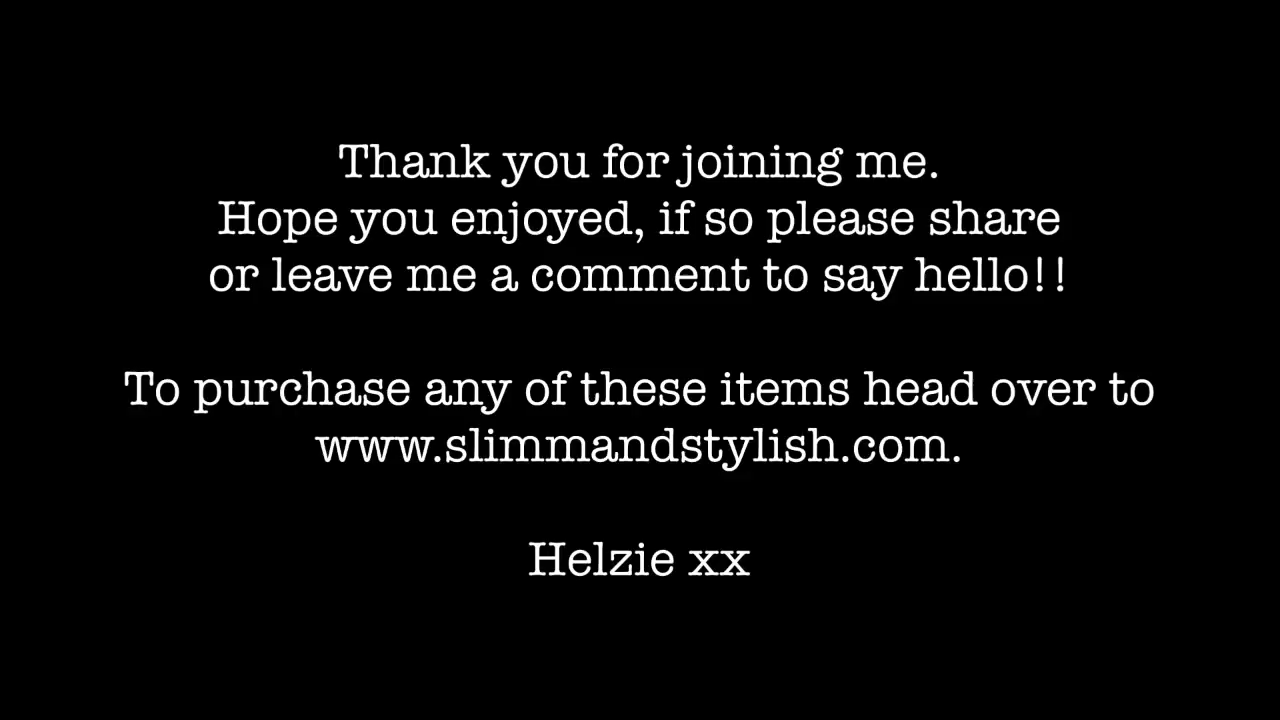 Thank you for joining me.
Hope you enjoyed, if so please share
or leave me a comment to say hello!!
To purchase any of these items head over to
www.slimmandstylish.com.
Helzie xx